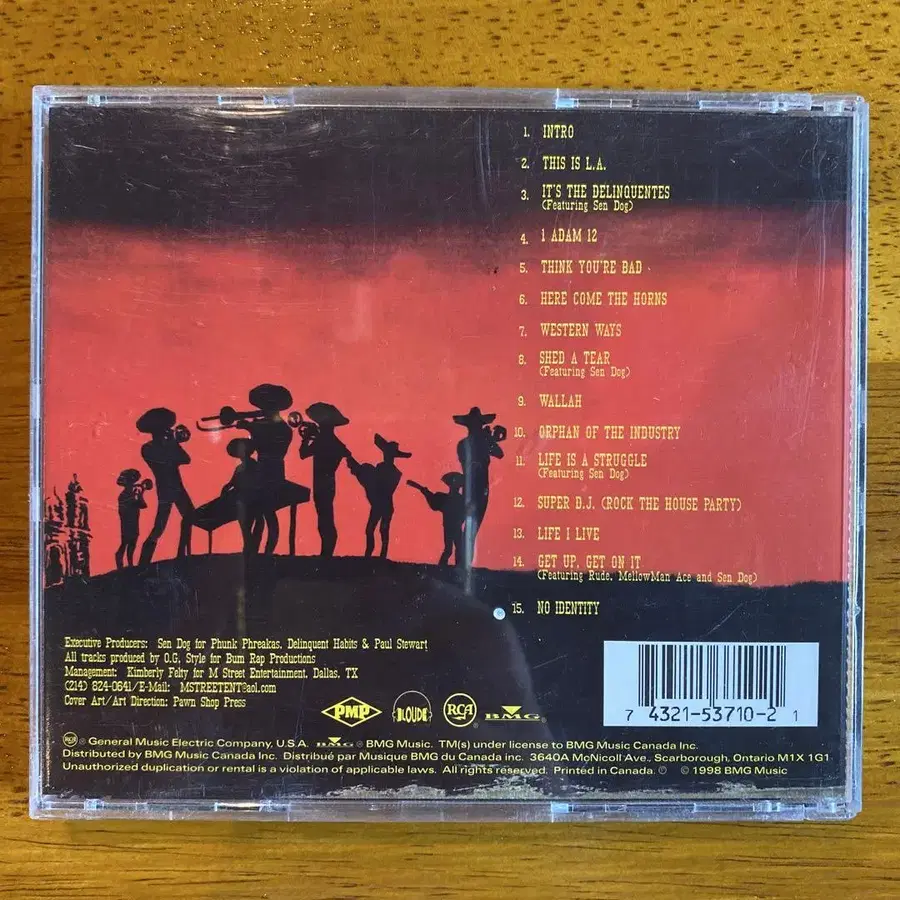 1. INTRO
2. THIS IS L.A.
3. IT'S THE DELINQUENTES
(Featuring Sen Dog)
4. 1 ADAM 12
5. THINK YOU'RE BAD
6. HERE COME THE HORNS
7. WESTERN WAYS
8. SHED A TEAR
(Featuring Sen Dog)
9. WALLAH
10. ORPHAN OF THE INDUSTRY
11. LIFE IS A STRUGGLE
(Featuring Sen Dog)
12. SUPER D.J. (ROCK THE HOUSE PARTY)
13. LIFE I LIVE
14. GET UP, GET ON IT
(Featuring Rude, MellowMan Ace and Sen Dog)
15. NO IDENTITY
Executive Producers: Sen Dog for Phunk Phreakas, Delinquent Habits & Paul Stewart
All tracks produced by O.G. Style for Bum Rap Productions
Management: Kimberly Felty for M Street Entertainment, Dallas, TX
(214) 824-0641/E-Mail: MSTREETENT@aol.com
Cover Art/Art Direction: Pawn Shop Press
PMP LOUDE RCA BMG
7 4321-53710-2 1
RCA ® General Music Electric Company, U.S.A. BMG ® BMG Music. TM(s) under license to BMG Music Canada Inc.
Distributed by BMG Music Canada Inc. Distribué par Musique BMG du Canada inc. 3640A McNicoll Ave., Scarborough, Ontario M1X 1G1
Unauthorized duplication or rental is a violation of applicable laws. All rights reserved. Printed in Canada. ℗ © 1998 BMG Music